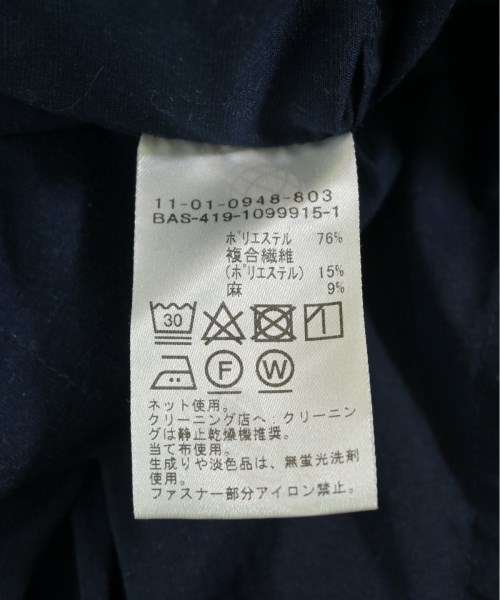 11-01-0948-803
BAS-419-1099915-1
ﾎﾟﾘｴｽﾃﾙ 76%
複合繊維
(ﾎﾟﾘｴｽﾃﾙ) 15%
麻 9%
30
F W
ネット使用。
クリーニング店へ：クリーニン
グは静止乾燥機推奨。
当て布使用。
生成りや淡色品は、無蛍光洗剤
使用。
ファスナー部分アイロン禁止。